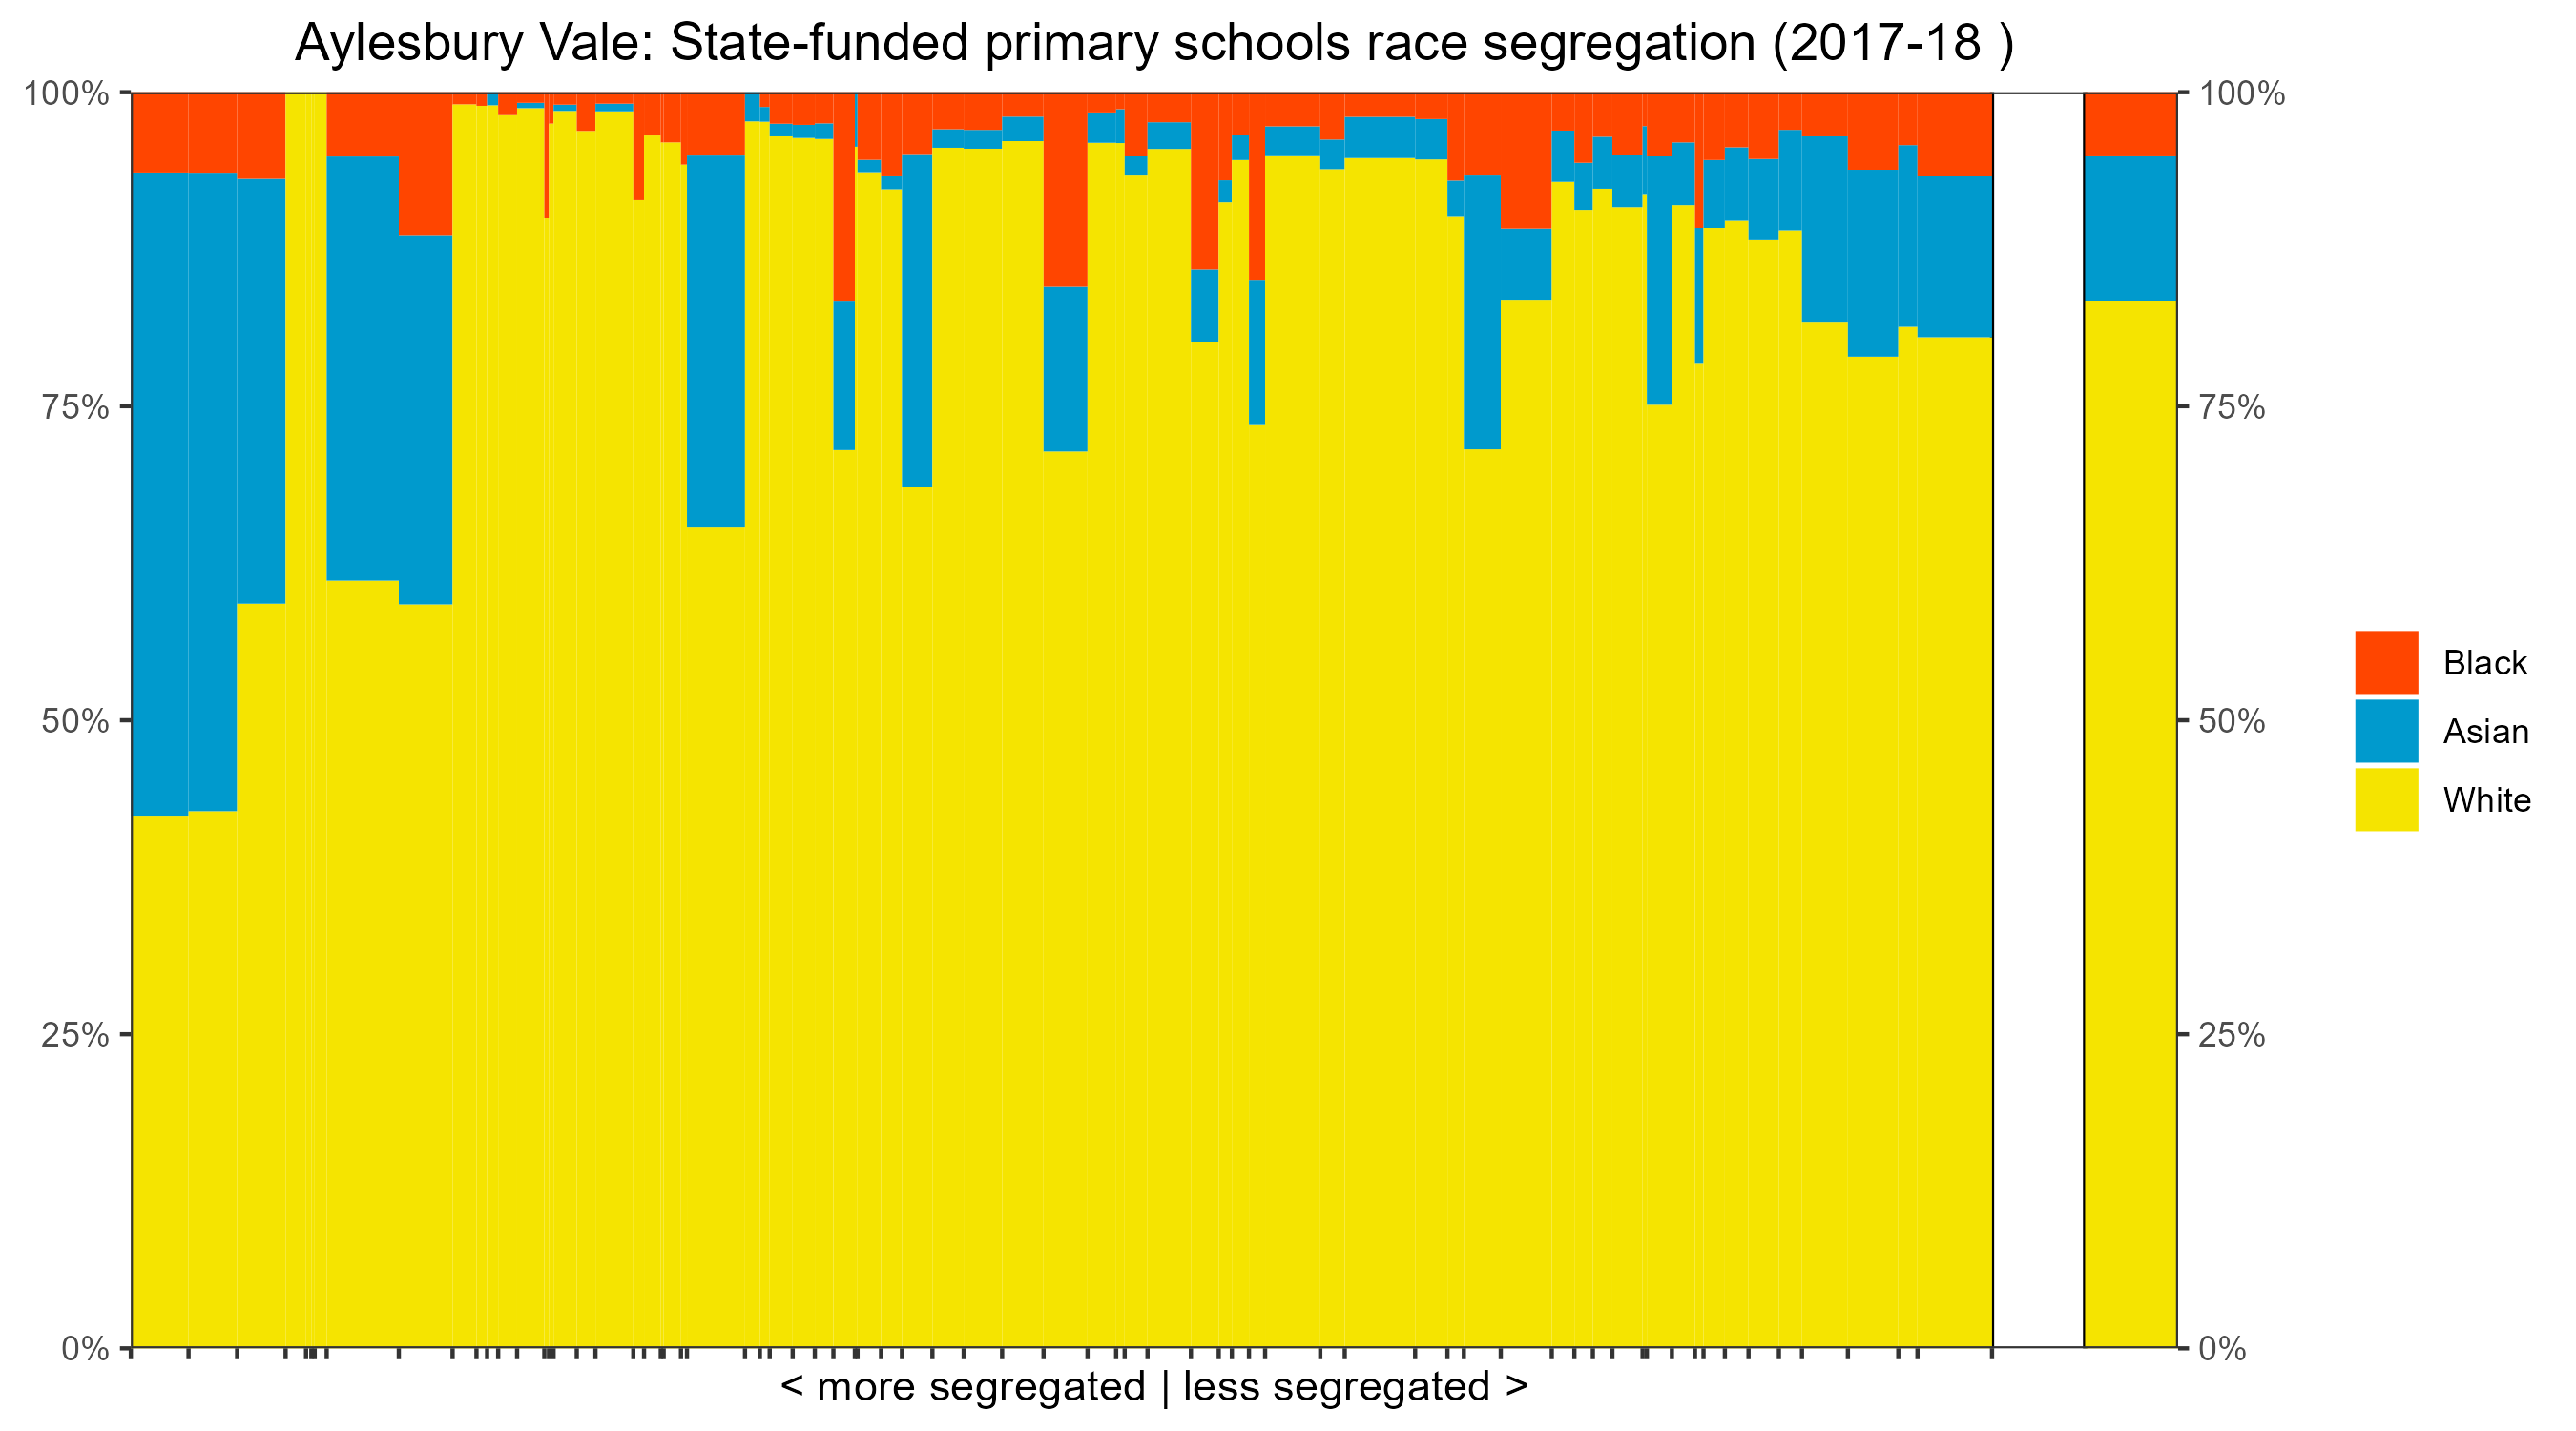 Aylesbury Vale: State-funded primary schools race segregation (2017-18 )
100%
75%
50%
25%
0%
100%
75%
50%
25%
0%
Black
Asian
White
< more segregated | less segregated >